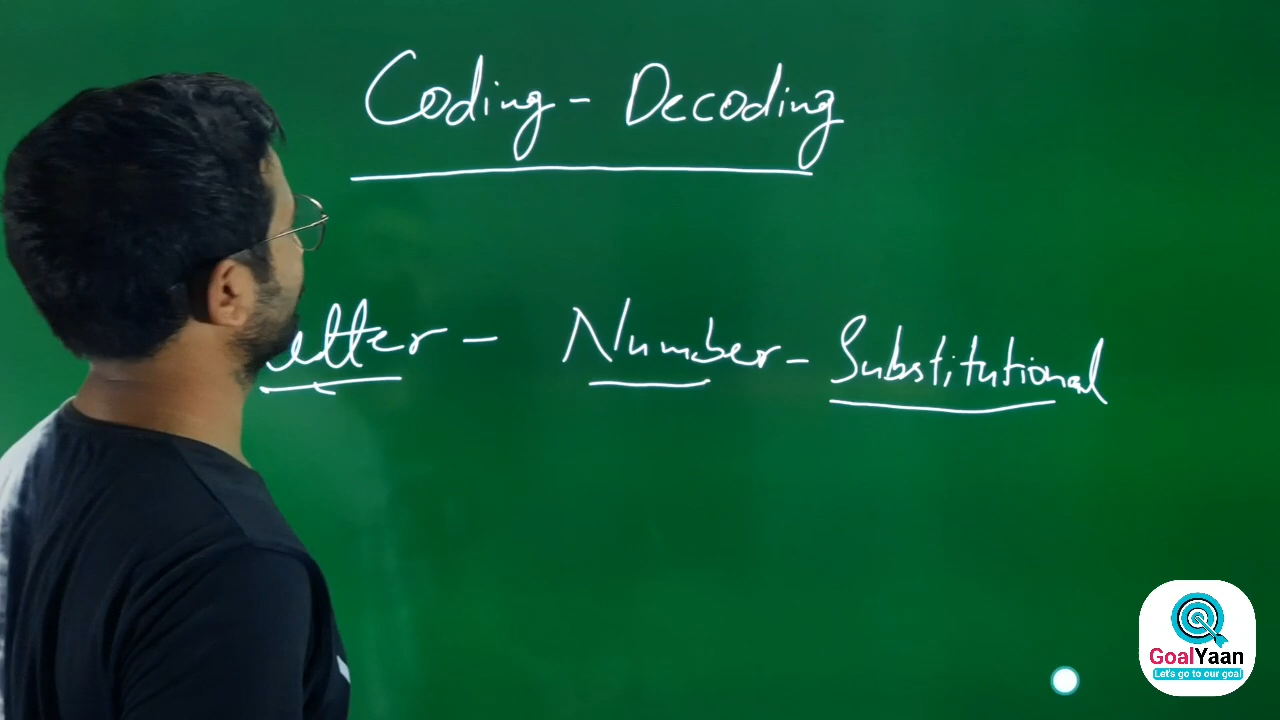 Coding - Decoding
etter - Number - Substitutional
GoalYaan
Let's go to our goal